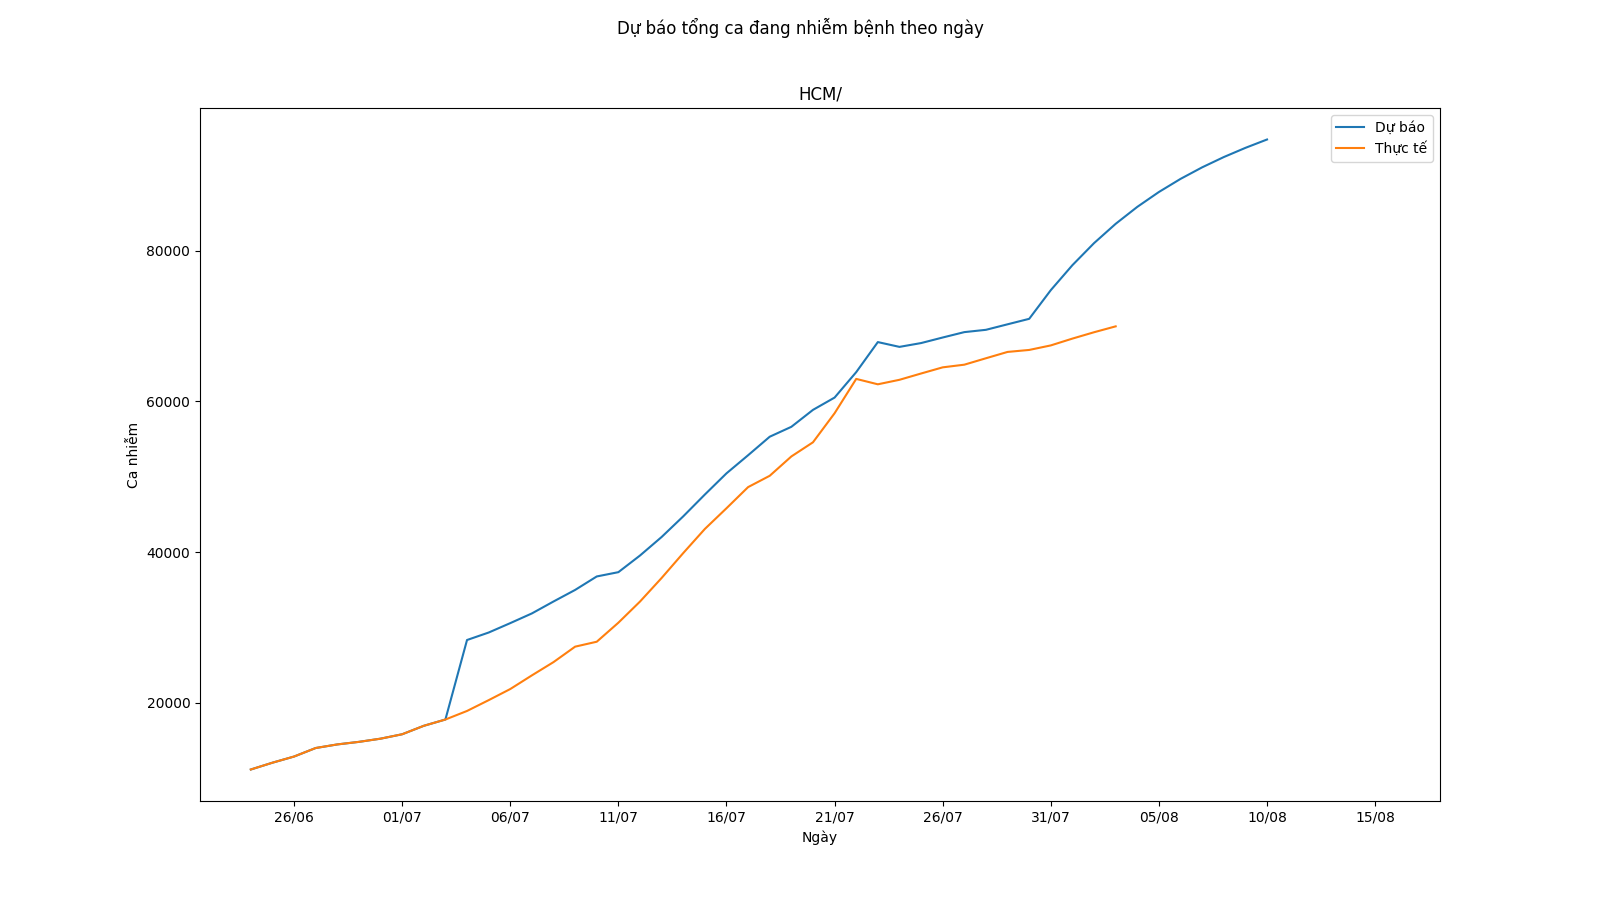 Dự báo tổng ca đang nhiễm bệnh theo ngày
HCM/
Dự báo
Thực tế
80000
60000
40000
20000
Ca nhiễm
26/06 01/07 06/07 11/07 16/07 21/07 26/07 31/07 05/08 10/08 15/08
Ngày